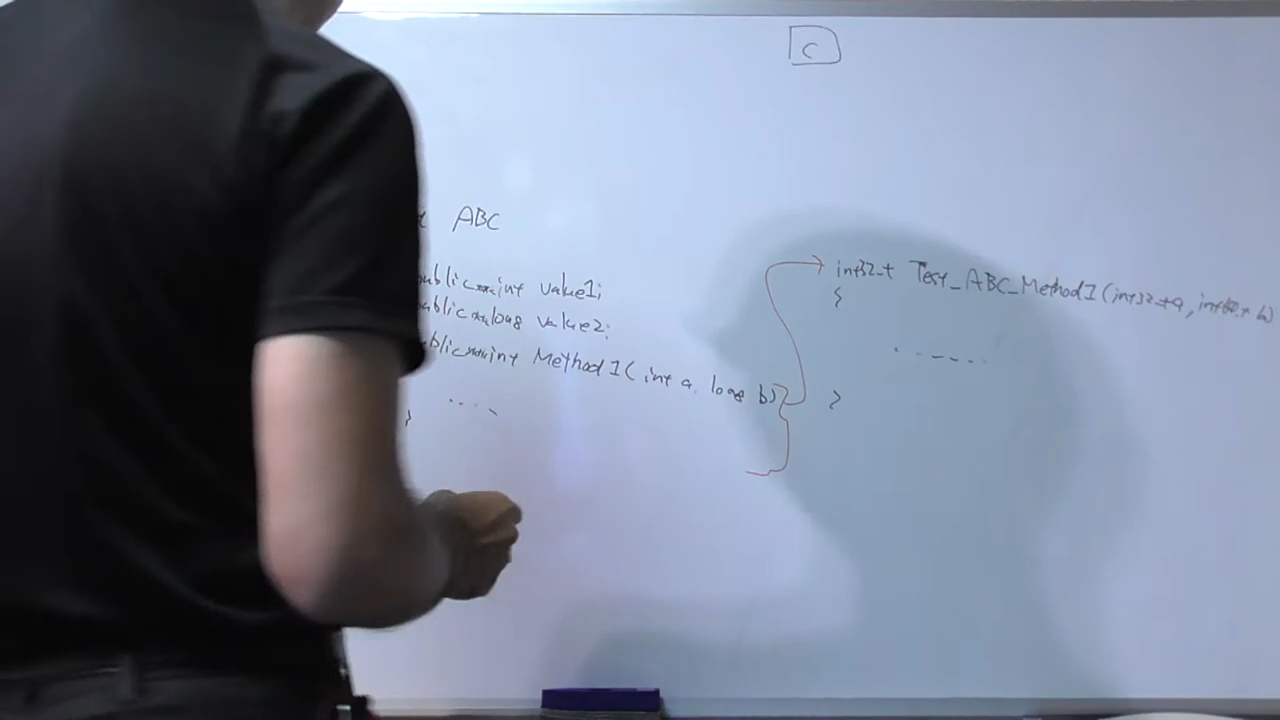 C
ABC
int value1;
long value2;
int Method1(int a, long b)
}
int32_t Test_ABC_Method1(int32_t a, int64_t b)
{
}